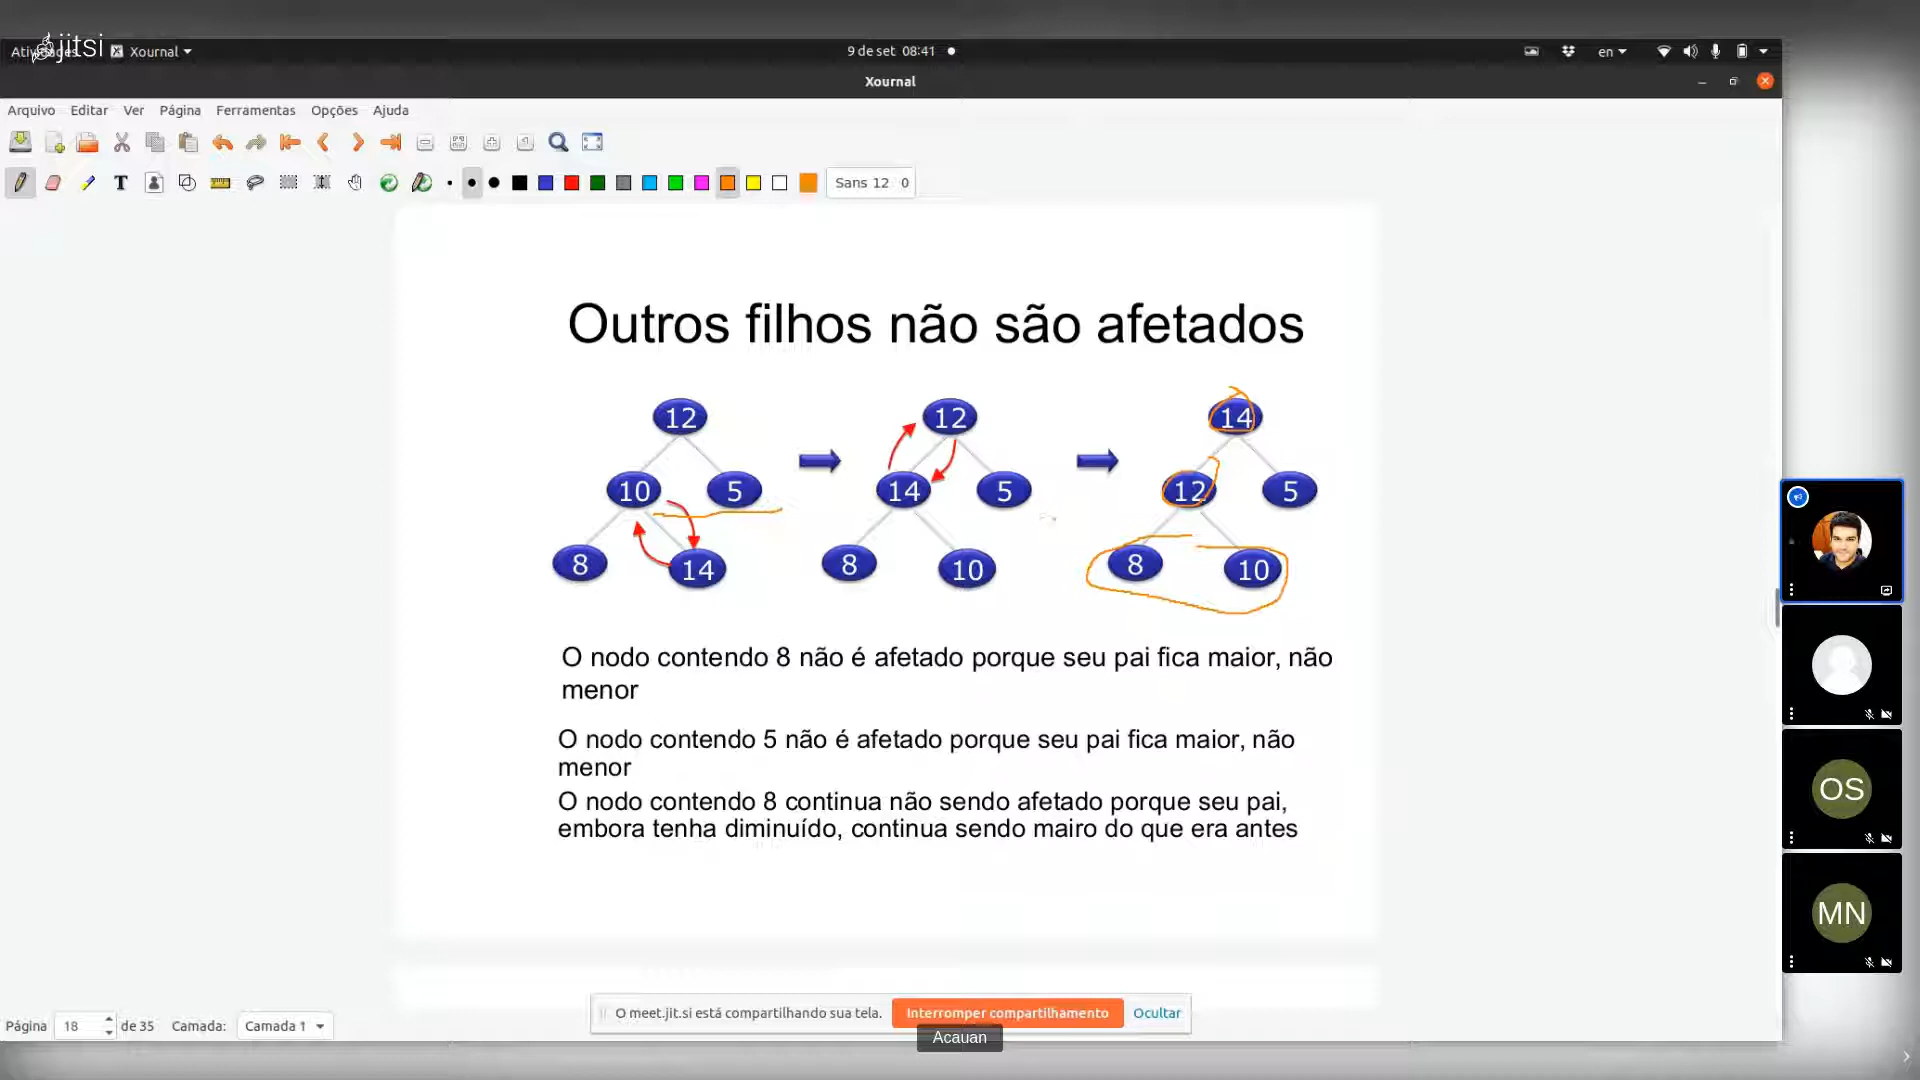 Atividades jitsi Xournal 9 de set 08:41 en
Xournal
Arquivo Editar Ver Página Ferramentas Opções Ajuda
T Sans 12 0
Outros filhos não são afetados
12 12 14
10 5 14 5 12 5
8 14 8 10 8 10
O nodo contendo 8 não é afetado porque seu pai fica maior, não
menor
O nodo contendo 5 não é afetado porque seu pai fica maior, não
menor
O nodo contendo 8 continua não sendo afetado porque seu pai,
embora tenha diminuído, continua sendo mairo do que era antes
OS
MN
O meet.jit.si está compartilhando sua tela. Interromper compartilhamento Ocultar
Página 18 de 35 Camada: Camada 1
Acauan